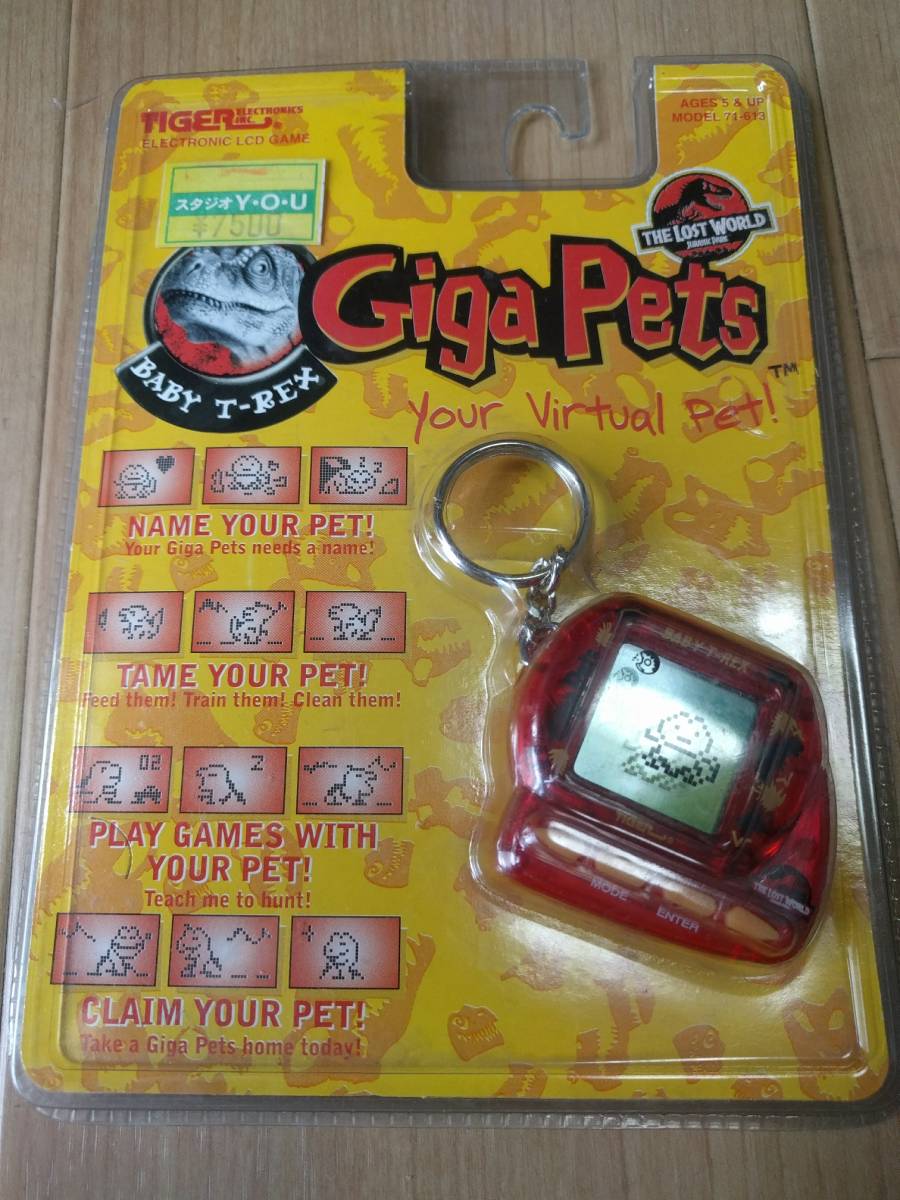 TIGER ELECTRONICS INC.
ELECTRONIC LCD GAME
AGES 5 & UP
MODEL 71-613
スタジオ Y・O・U
¥7500
THE LOST WORLD
JURASSIC PARK
Giga Pets
TM
BABY T-REX
Your Virtual Pet!
NAME YOUR PET!
Your Giga Pets needs a name!
TAME YOUR PET!
Feed them! Train them! Clean them!
02
2
PLAY GAMES WITH
YOUR PET!
Teach me to hunt!
CLAIM YOUR PET!
Take a Giga Pets home today!
BABY T-REX
TIGER
MODE
ENTER
THE LOST WORLD